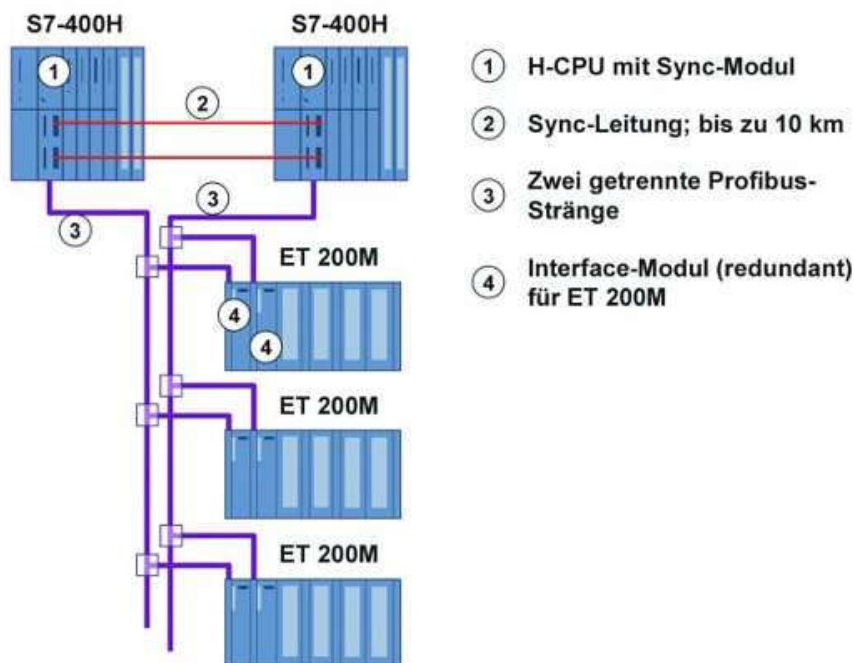 S7-400H
S7-400H
1
1
2
3
3
ET 200M
4
4
ET 200M
ET 200M
1 H-CPU mit Sync-Modul
2 Sync-Leitung; bis zu 10 km
3 Zwei getrennte Profibus-
Stränge
4 Interface-Modul (redundant)
für ET 200M